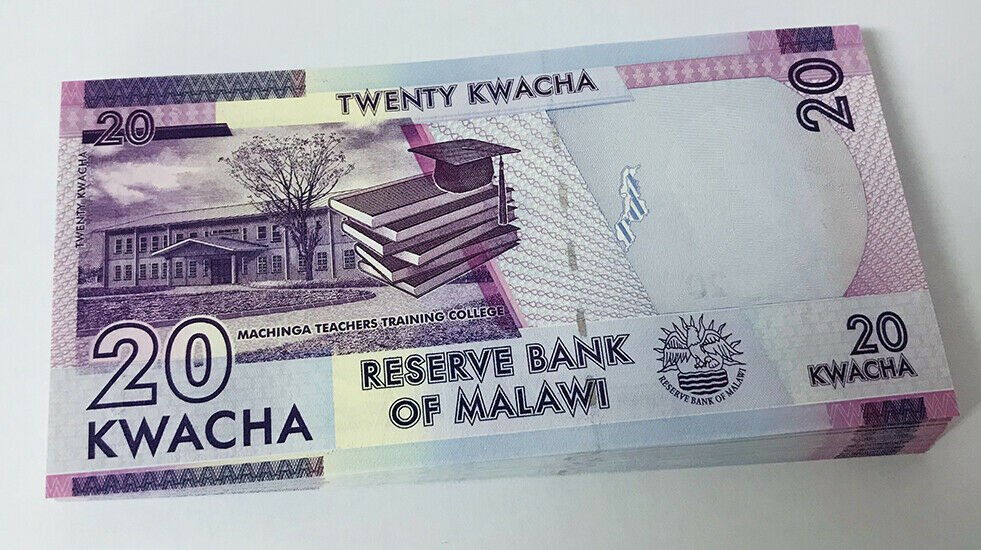 TWENTY KWACHA
20
20
TWENTY KWACHA
MACHINGA TEACHERS TRAINING COLLEGE
20
KWACHA
RESERVE BANK
OF MALAWI
RESERVE BANK OF MALAWI
20
KWACHA